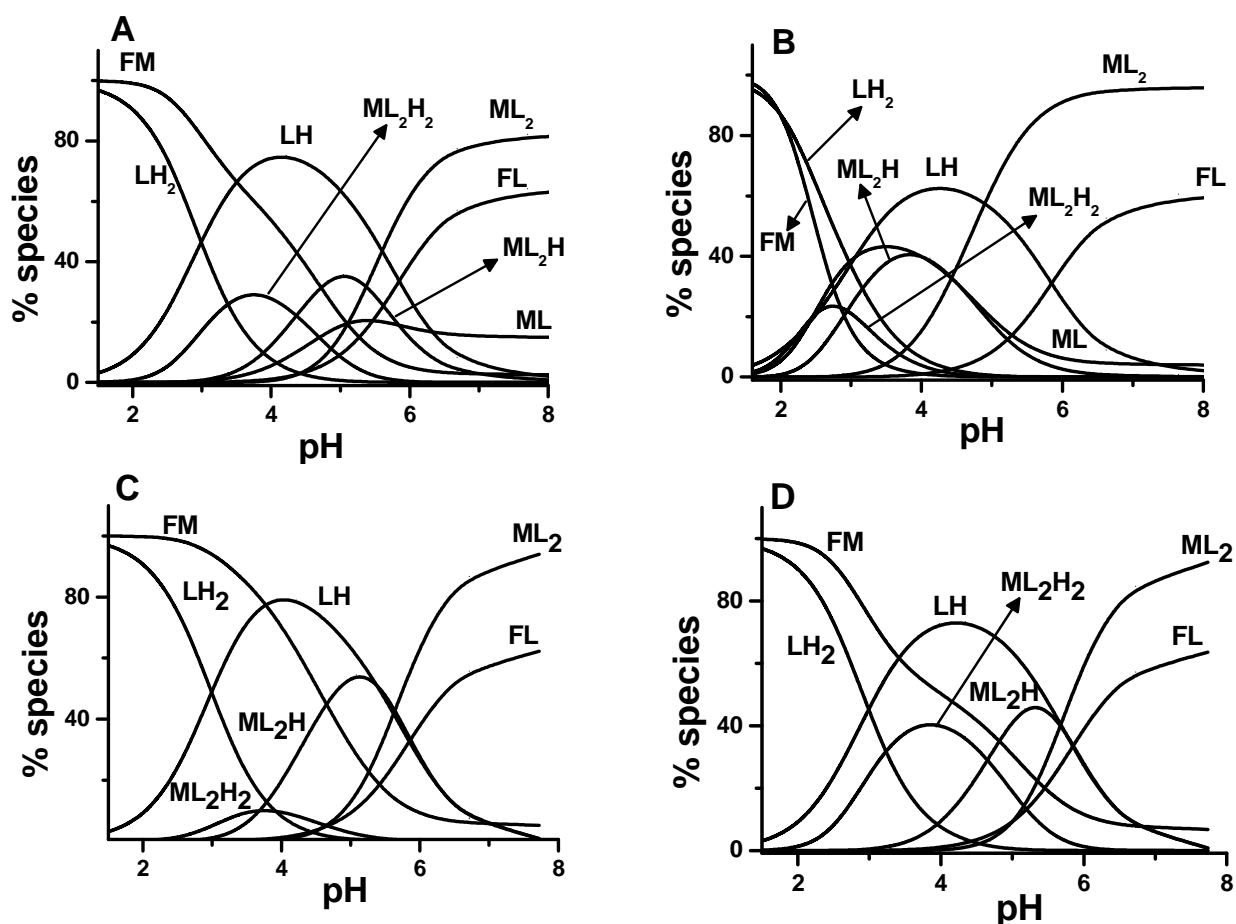 A
FM
ML₂H₂
LH
ML₂
LH₂
FL
ML₂H
ML
80
40
0
% species
2 4 6 8
pH
B
ML₂
LH₂
ML₂H
LH
ML₂H₂
FL
FM
ML
80
40
0
% species
2 4 6 8
pH
C
FM
ML₂
LH₂
LH
FL
ML₂H
ML₂H₂
80
40
% species
2 4 6 8
pH
D
FM
ML₂H₂
ML₂
LH
LH₂
FL
ML₂H
80
40
0
% species
2 4 6 8
pH